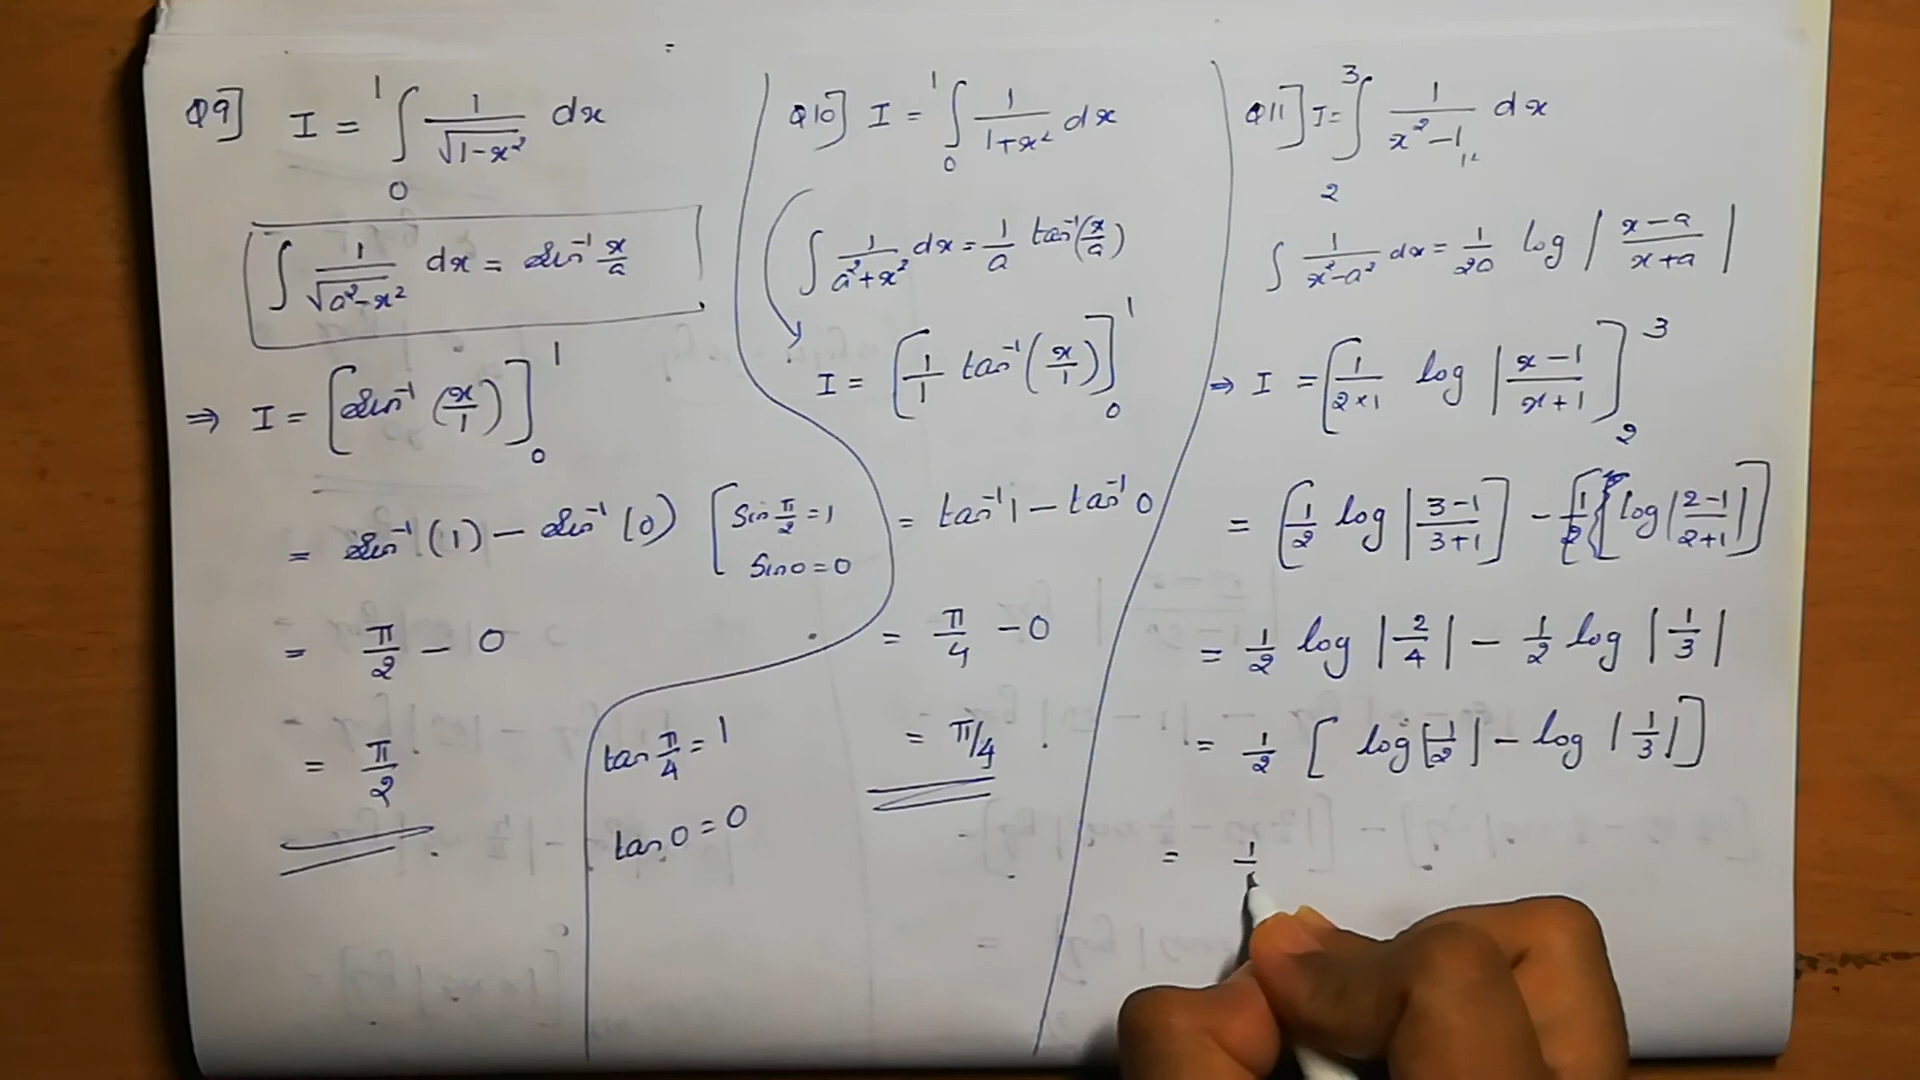 Q9] I = ¹∫₀ 1/√(1-x²) dx
∫ 1/√(a²-x²) dx = sin⁻¹ x/a
⇒ I = [sin⁻¹ (x/1)]₀¹
= sin⁻¹(1) - sin⁻¹(0) [sin π/2 = 1
sin 0 = 0
= π/2 - 0
= π/2
Q10] I = ¹∫₀ 1/(1+x²) dx
∫ 1/(a²+x²) dx = 1/a tan⁻¹(x/a)
I = [1/1 tan⁻¹(x/1)]₀¹
= tan⁻¹1 - tan⁻¹0
= π/4 - 0
= π/4
tan π/4 = 1
tan 0 = 0
Q11] I = ³∫₂ 1/(x²-1) dx
1²
∫ 1/(x²-a²) dx = 1/2a log |(x-a)/(x+a)|
⇒ I = [1/(2×1) log |(x-1)/(x+1)]₂³
= [1/2 log |(3-1)/(3+1)] - 1/2 [log |(2-1)/(2+1)|]
= 1/2 log |2/4| - 1/2 log |1/3|
= 1/2 [log |1/2| - log |1/3|]
= 1